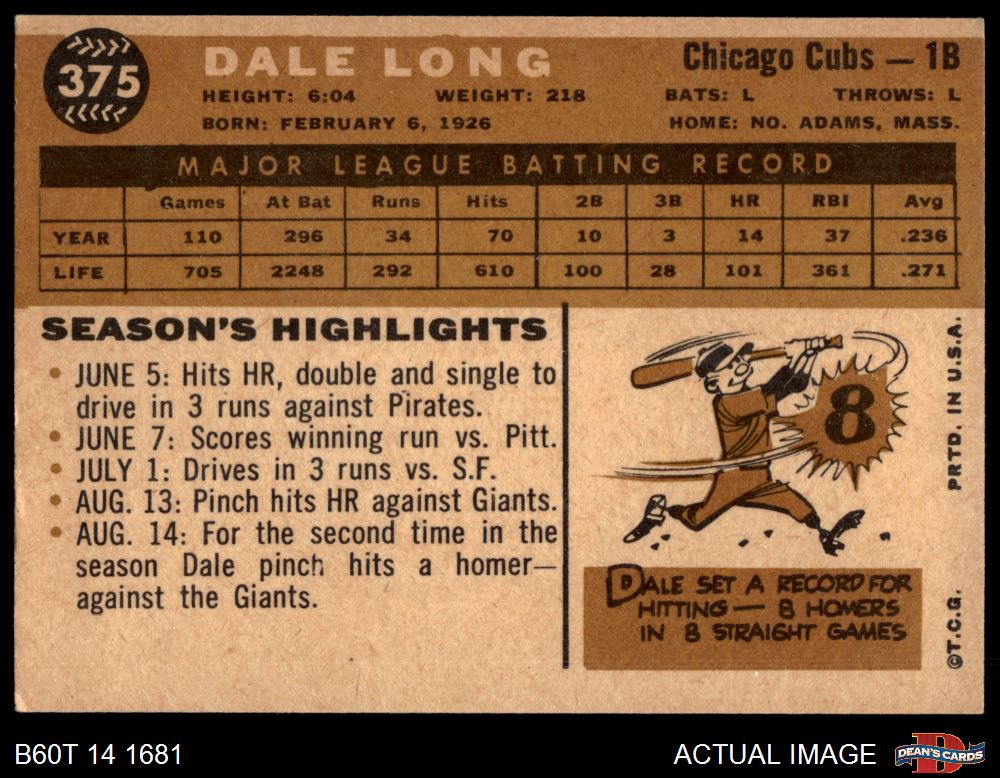 375
DALE LONG
Chicago Cubs — 1B
HEIGHT: 6:04 WEIGHT: 218 BATS: L THROWS: L
BORN: FEBRUARY 6, 1926 HOME: NO. ADAMS, MASS.
MAJOR LEAGUE BATTING RECORD
Games At Bat Runs Hits 2B 3B HR RBI Avg
YEAR 110 296 34 70 10 3 14 37 .236
LIFE 705 2248 292 610 100 28 101 361 .271
SEASON'S HIGHLIGHTS
• JUNE 5: Hits HR, double and single to
drive in 3 runs against Pirates.
• JUNE 7: Scores winning run vs. Pitt.
• JULY 1: Drives in 3 runs vs. S.F.
• AUG. 13: Pinch hits HR against Giants.
• AUG. 14: For the second time in the
season Dale pinch hits a homer—
against the Giants.
8
DALE SET A RECORD FOR
HITTING — 8 HOMERS
IN 8 STRAIGHT GAMES
©T.C.G. PRTD. IN U.S.A.
B60T 14 1681
ACTUAL IMAGE
D
DEAN'S CARDS